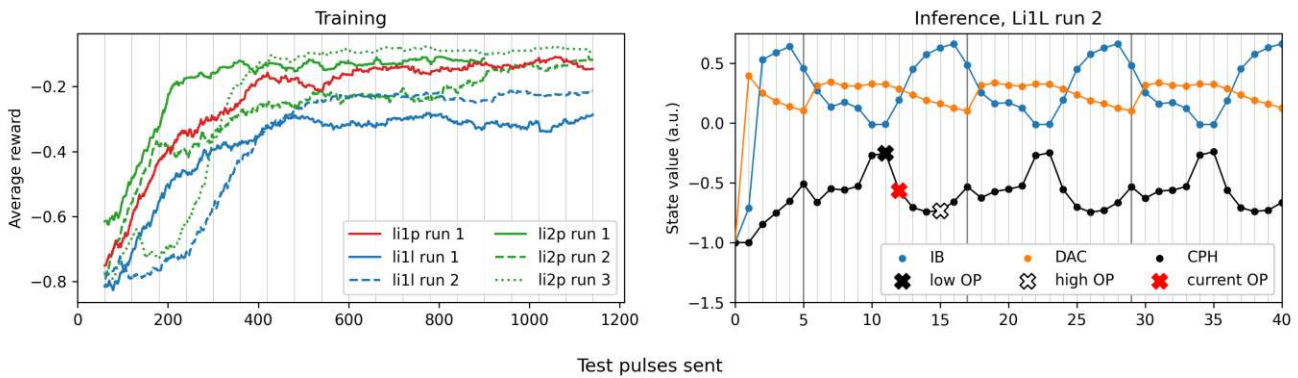 Training
Average reward
−0.2
−0.4
−0.6
−0.8
0 200 400 600 800 1000 1200
li1p run 1
li1l run 1
li1l run 2
li2p run 1
li2p run 2
li2p run 3
Inference, Li1L run 2
State value (a.u.)
0.5
0.0
−0.5
−1.0
−1.5
0 5 10 15 20 25 30 35 40
IB DAC CPH
low OP high OP current OP
Test pulses sent